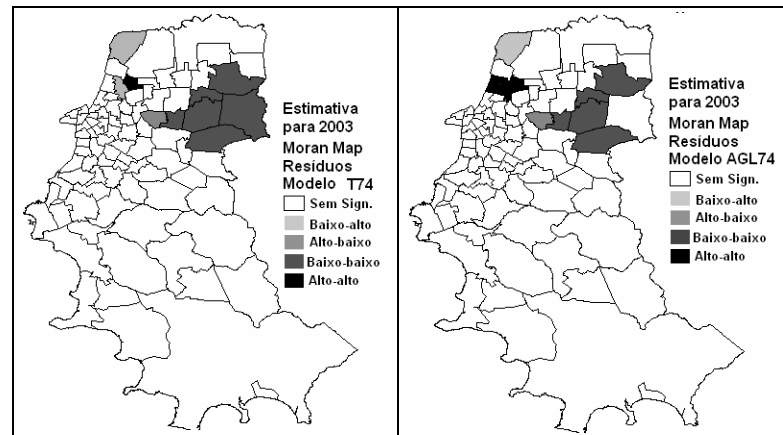 Estimativa
para 2003
Moran Map
Resíduos
Modelo T74
Sem Sign.
Baixo-alto
Alto-baixo
Baixo-baixo
Alto-alto
Estimativa
para 2003
Moran Map
Resíduos
Modelo AGL74
Sem Sign.
Baixo-alto
Alto-baixo
Baixo-baixo
Alto-alto